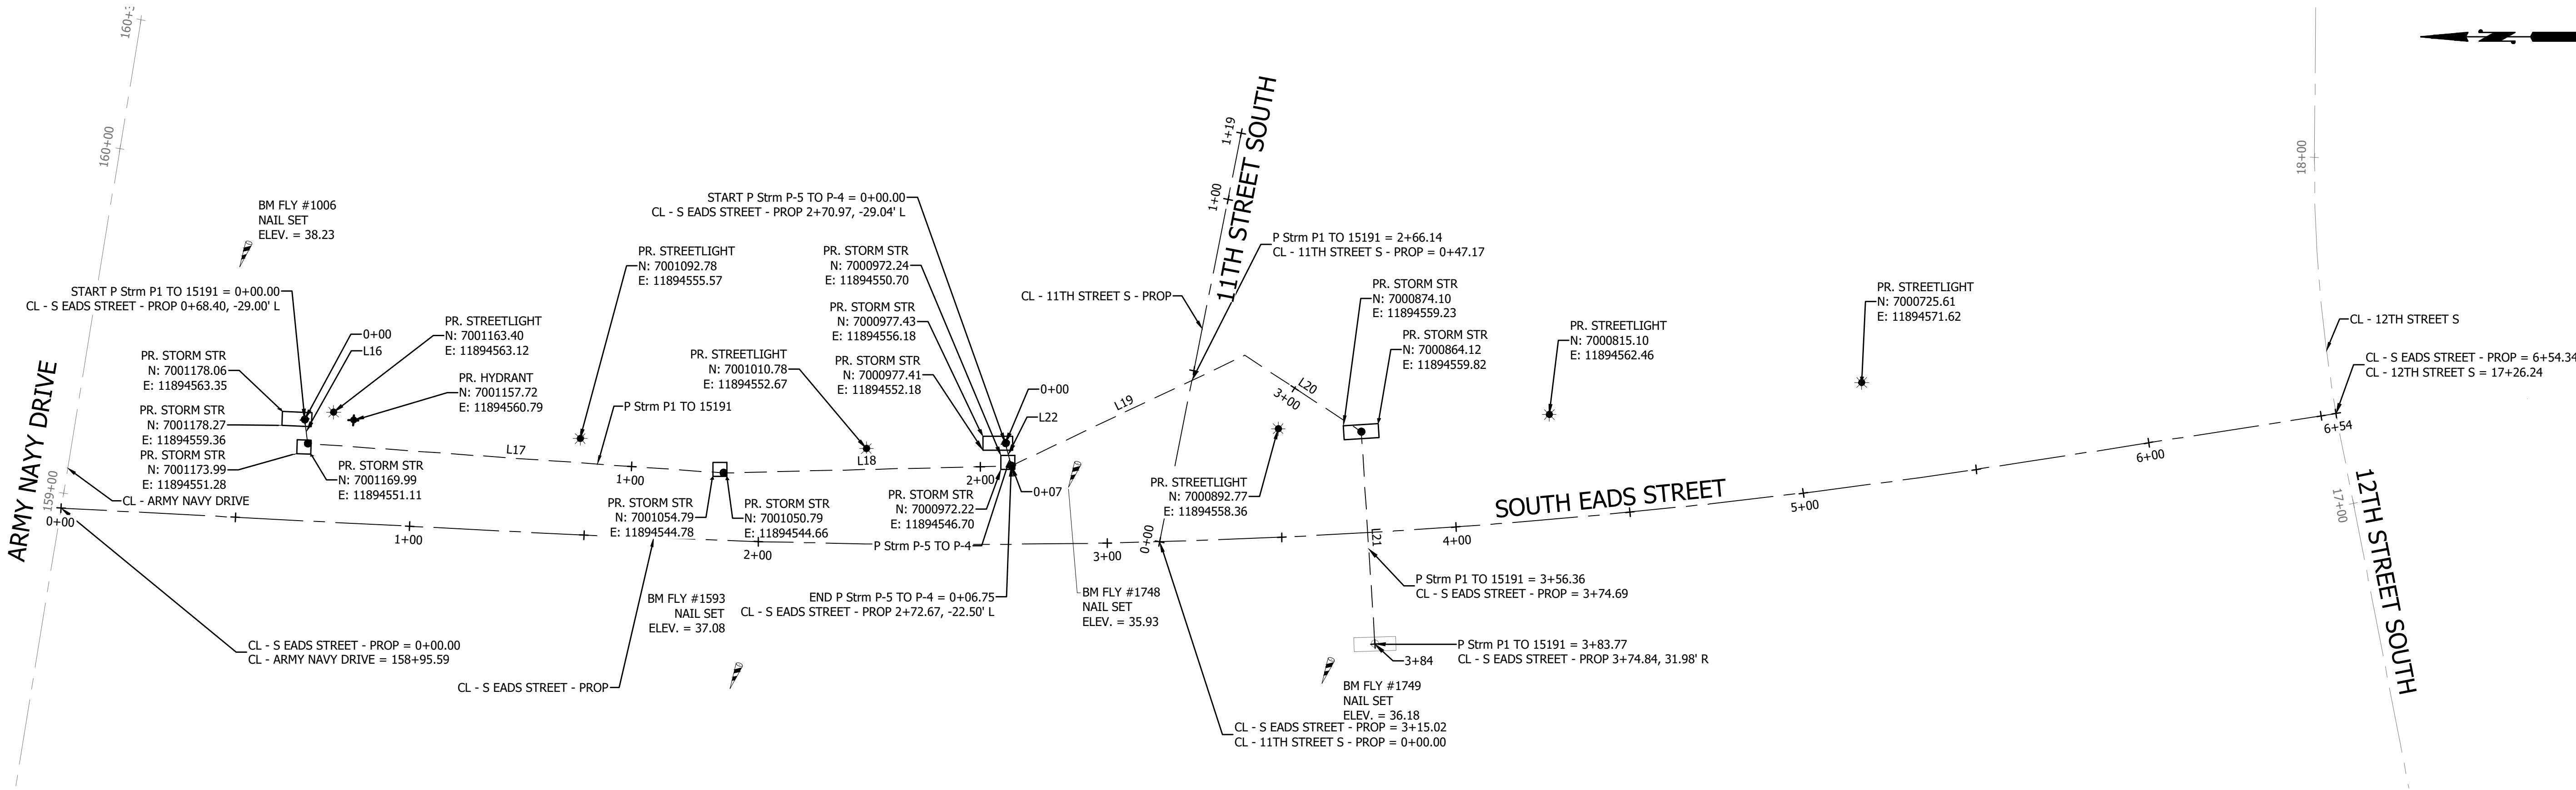 160+00
BM FLY #1006
NAIL SET
ELEV. = 38.23
START P Strm P1 TO 15191 = 0+00.00
CL - S EADS STREET - PROP 0+68.40, -29.00' L
0+00
L16
PR. STREETLIGHT
N: 7001163.40
E: 11894563.12
PR. HYDRANT
N: 7001157.72
E: 11894560.79
PR. STORM STR
N: 7001178.06
E: 11894563.35
PR. STORM STR
N: 7001178.27
E: 11894559.36
PR. STORM STR
N: 7001173.99
E: 11894551.28
PR. STORM STR
N: 7001169.99
E: 11894551.11
ARMY NAVY DRIVE
159+00
CL - ARMY NAVY DRIVE
0+00
CL - S EADS STREET - PROP = 0+00.00
CL - ARMY NAVY DRIVE = 158+95.59
1+00
L17
P Strm P1 TO 15191
1+00
PR. STREETLIGHT
N: 7001092.78
E: 11894555.57
START P Strm P-5 TO P-4 = 0+00.00
CL - S EADS STREET - PROP 2+70.97, -29.04' L
PR. STORM STR
N: 7000972.24
E: 11894550.70
PR. STORM STR
N: 7000977.43
E: 11894556.18
PR. STORM STR
N: 7000977.41
E: 11894552.18
PR. STREETLIGHT
N: 7001010.78
E: 11894552.67
L18
2+00
0+00
L22
0+07
PR. STORM STR
N: 7001054.79
E: 11894544.78
PR. STORM STR
N: 7001050.79
E: 11894544.66
PR. STORM STR
N: 7000972.22
E: 11894546.70
P Strm P-5 TO P-4
2+00
3+00
BM FLY #1593
NAIL SET
ELEV. = 37.08
END P Strm P-5 TO P-4 = 0+06.75
CL - S EADS STREET - PROP 2+72.67, -22.50' L
CL - S EADS STREET - PROP
BM FLY #1748
NAIL SET
ELEV. = 35.93
1+19
1+00
11TH STREET SOUTH
P Strm P1 TO 15191 = 2+66.14
CL - 11TH STREET S - PROP = 0+47.17
CL - 11TH STREET S - PROP
L19
L20
3+00
0+00
PR. STORM STR
N: 7000874.10
E: 11894559.23
PR. STORM STR
N: 7000864.12
E: 11894559.82
PR. STREETLIGHT
N: 7000892.77
E: 11894558.36
L21
4+00
P Strm P1 TO 15191 = 3+56.36
CL - S EADS STREET - PROP = 3+74.69
P Strm P1 TO 15191 = 3+83.77
CL - S EADS STREET - PROP 3+74.84, 31.98' R
3+84
BM FLY #1749
NAIL SET
ELEV. = 36.18
CL - S EADS STREET - PROP = 3+15.02
CL - 11TH STREET S - PROP = 0+00.00
PR. STREETLIGHT
N: 7000815.10
E: 11894562.46
PR. STREETLIGHT
N: 7000725.61
E: 11894571.62
SOUTH EADS STREET
5+00
6+00
6+54
18+00
CL - 12TH STREET S
CL - S EADS STREET - PROP = 6+54.34
CL - 12TH STREET S = 17+26.24
17+00
12TH STREET SOUTH